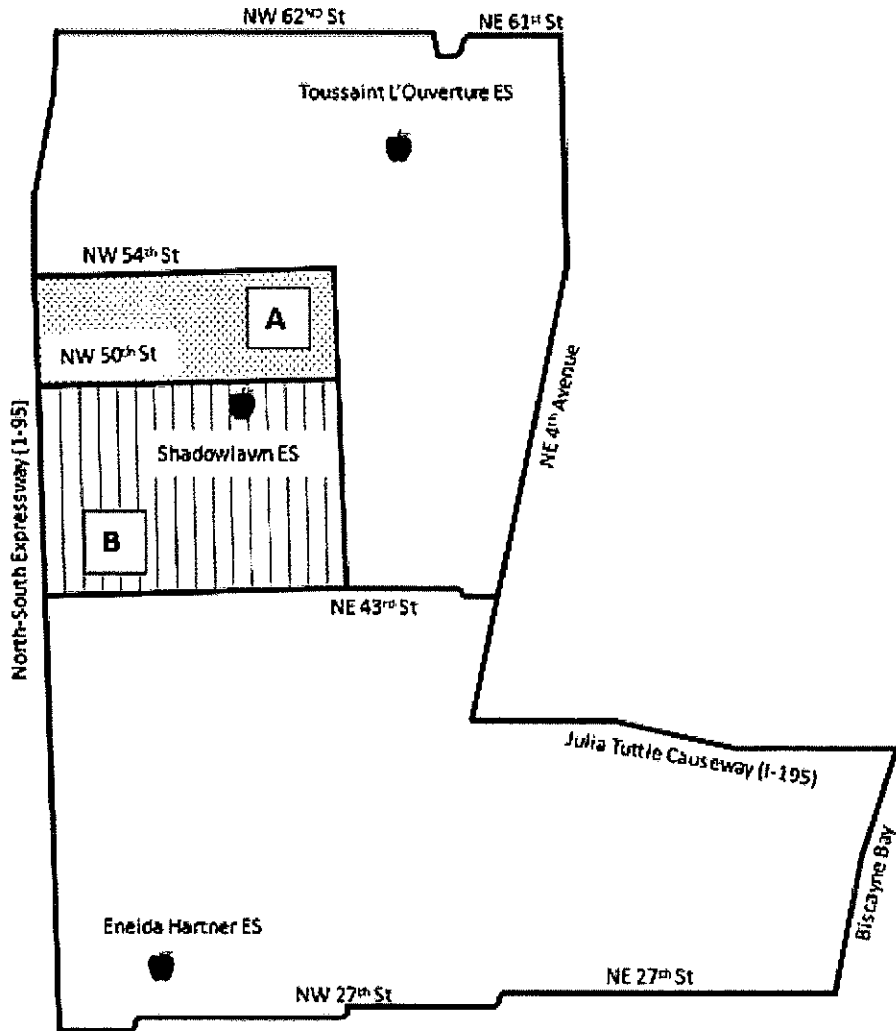 NW 62ND St
NE 61st St
Toussaint L'Ouverture ES
NW 54th St
A
NW 50th St
Shadowlawn ES
B
NE 43rd St
North-South Expressway (I-95)
NE 4th Avenue
Julia Tuttle Causeway (I-195)
Biscayne Bay
Eneida Hartner ES
NW 27th St
NE 27th St